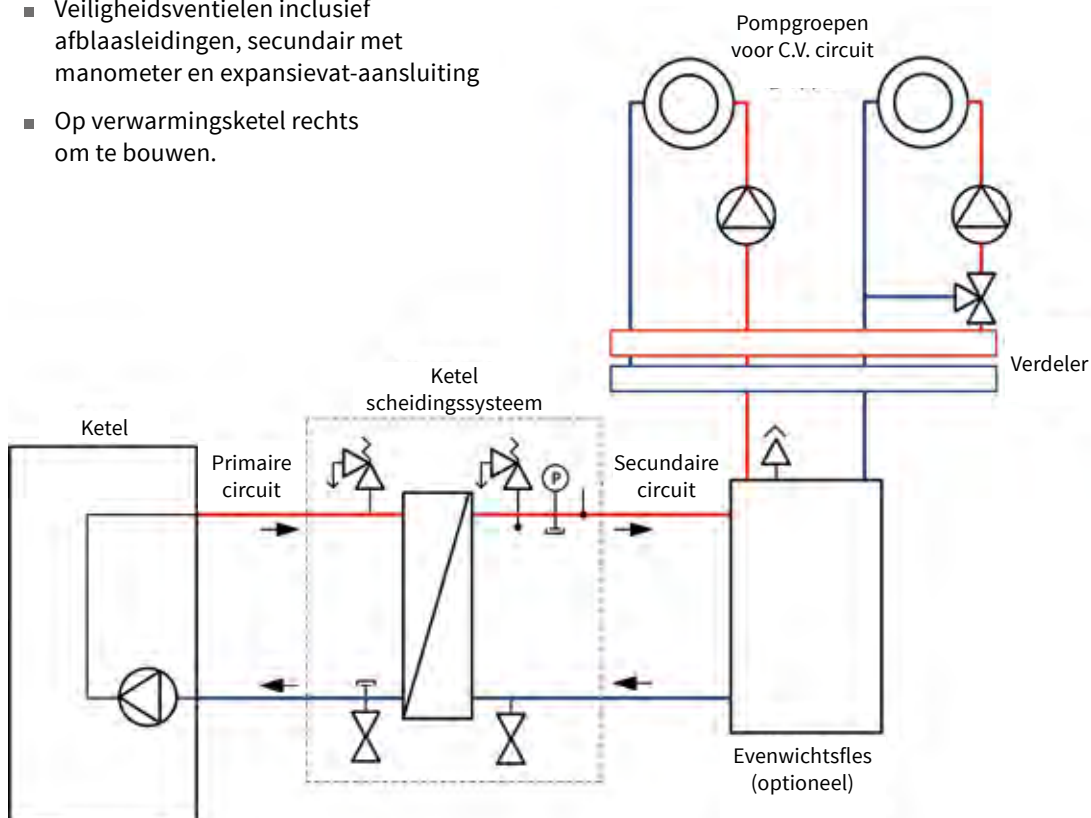 Veiligheidsventielen inclusief
afblaasleidingen, secundair met
manometer en expansievat-aansluiting
Op verwarmingsketel rechts
om te bouwen.
Pompgroepen
voor C.V. circuit
Verdeler
Ketel
scheidingssysteem
Ketel
Primaire
circuit
P
Secundaire
circuit
Evenwichtsfles
(optioneel)